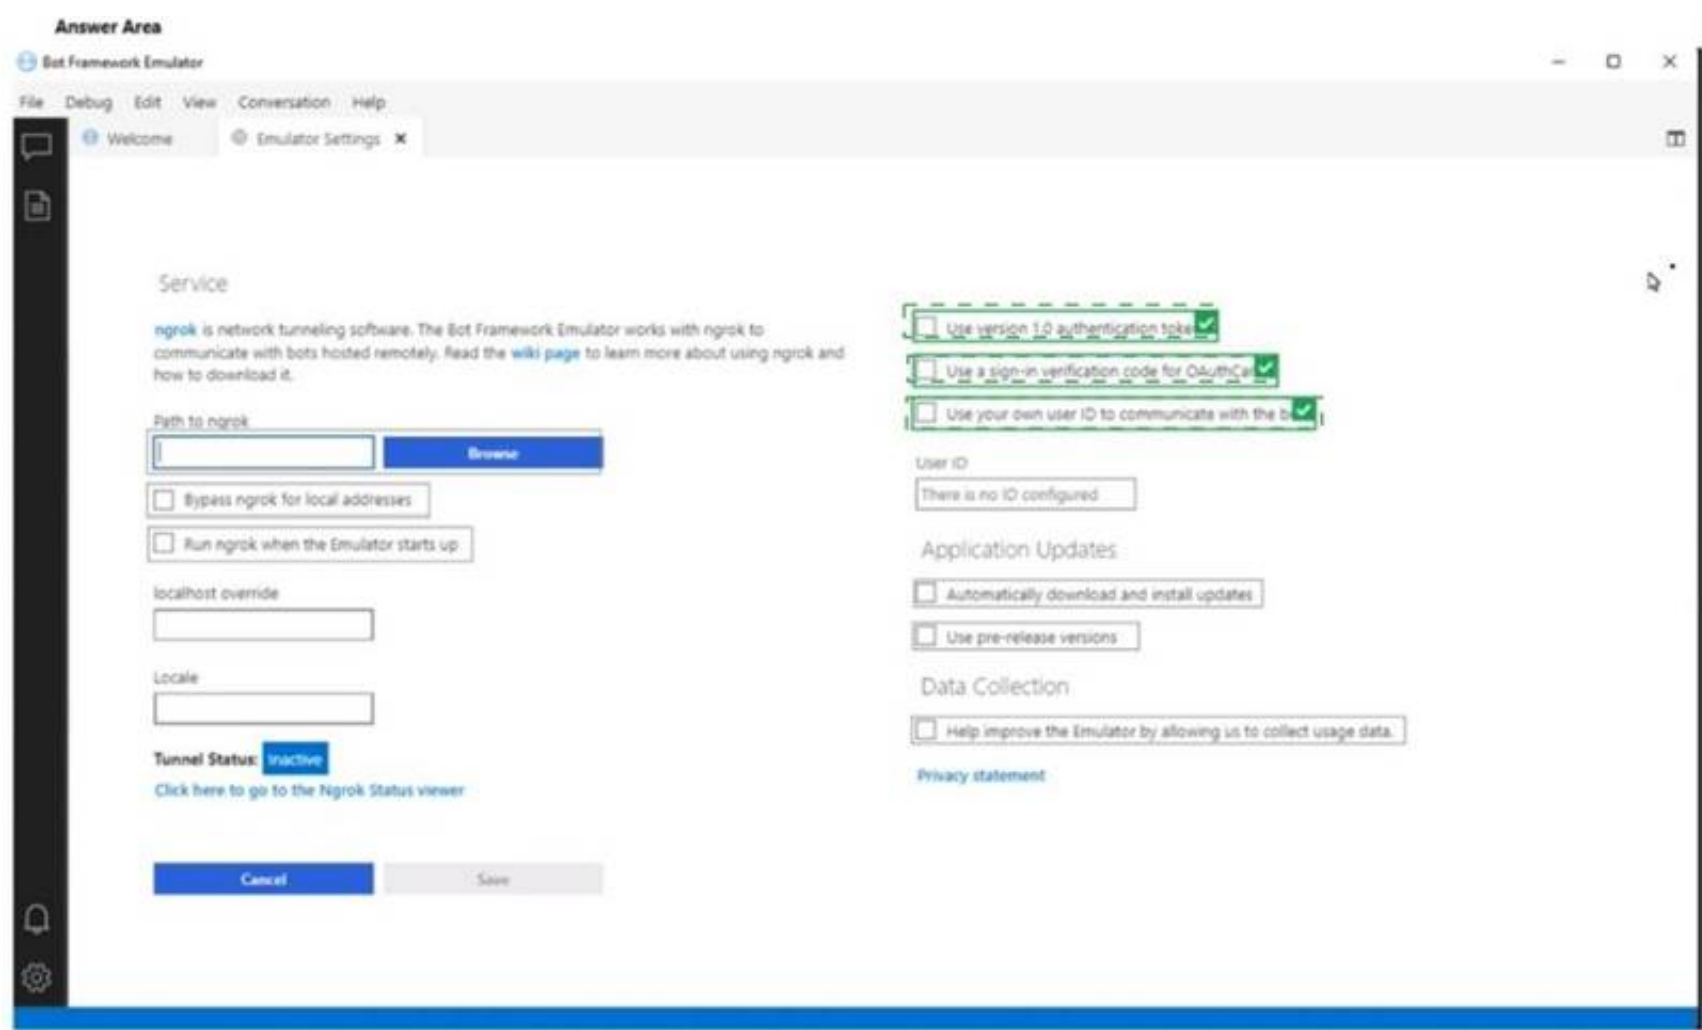 Answer Area
Bot Framework Emulator
File Debug Edit View Conversation Help
Welcome
Emulator Settings
Service
ngrok is network tunneling software. The Bot Framework Emulator works with ngrok to
communicate with bots hosted remotely. Read the wiki page to learn more about using ngrok and
how to download it.
Path to ngrok
Browse
Bypass ngrok for local addresses
Run ngrok when the Emulator starts up
localhost override
Locale
Tunnel Status: Inactive
Click here to go to the Ngrok Status viewer
Cancel
Save
Use version 1.0 authentication toke
Use a sign-in verification code for OAuthCa
Use your own user ID to communicate with the b
User ID
There is no ID configured
Application Updates
Automatically download and install updates
Use pre-release versions
Data Collection
Help improve the Emulator by allowing us to collect usage data.
Privacy statement